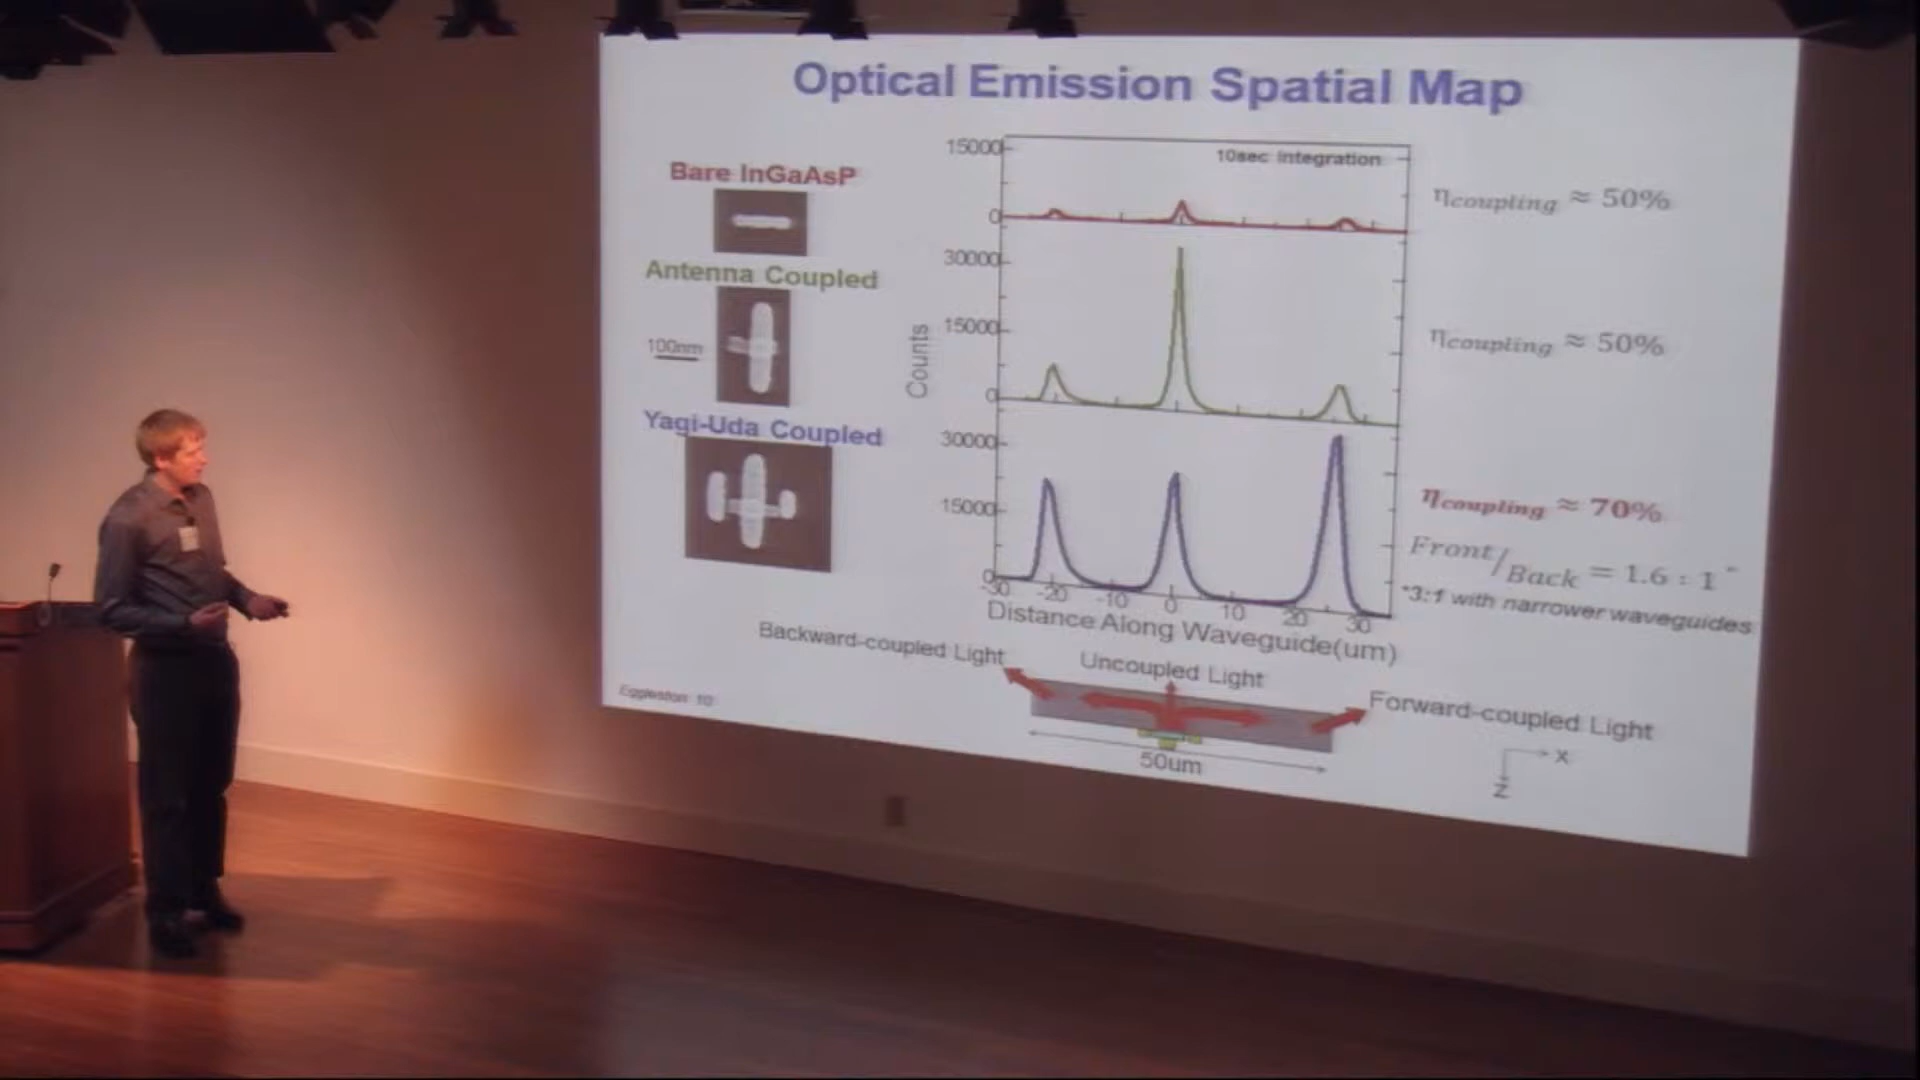 Optical Emission Spatial Map
Bare InGaAsP
Antenna Coupled
100nm
Yagi-Uda Coupled
Counts
15000
0
30000
15000
0
30000
15000
0
10sec integration
-30 -20 -10 0 10 20 30
Distance Along Waveguide(um)
ηcoupling ≈ 50%
ηcoupling ≈ 50%
ηcoupling ≈ 70%
Front/Back = 1.6 : 1*
*3:1 with narrower waveguides
Backward-coupled Light
Uncoupled Light
Forward-coupled Light
50um
x
z
Eggleston 10